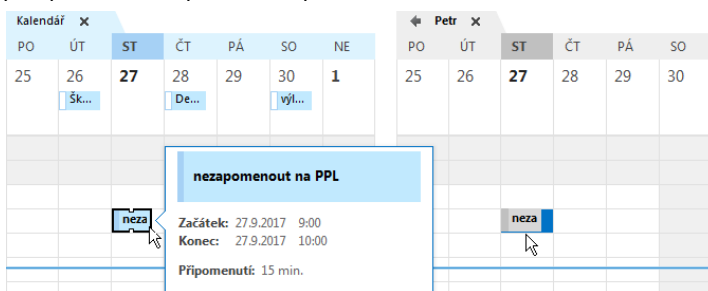 Kalendář
PO ÚT ST ČT PÁ SO NE
25 26 27 28 29 30 1
Šk... De... výl...
nezapomenout na PPL
neza
Začátek: 27.9.2017 9:00
Konec: 27.9.2017 10:00
Připomenutí: 15 min.
Petr
PO ÚT ST ČT PÁ SO
25 26 27 28 29 30
neza